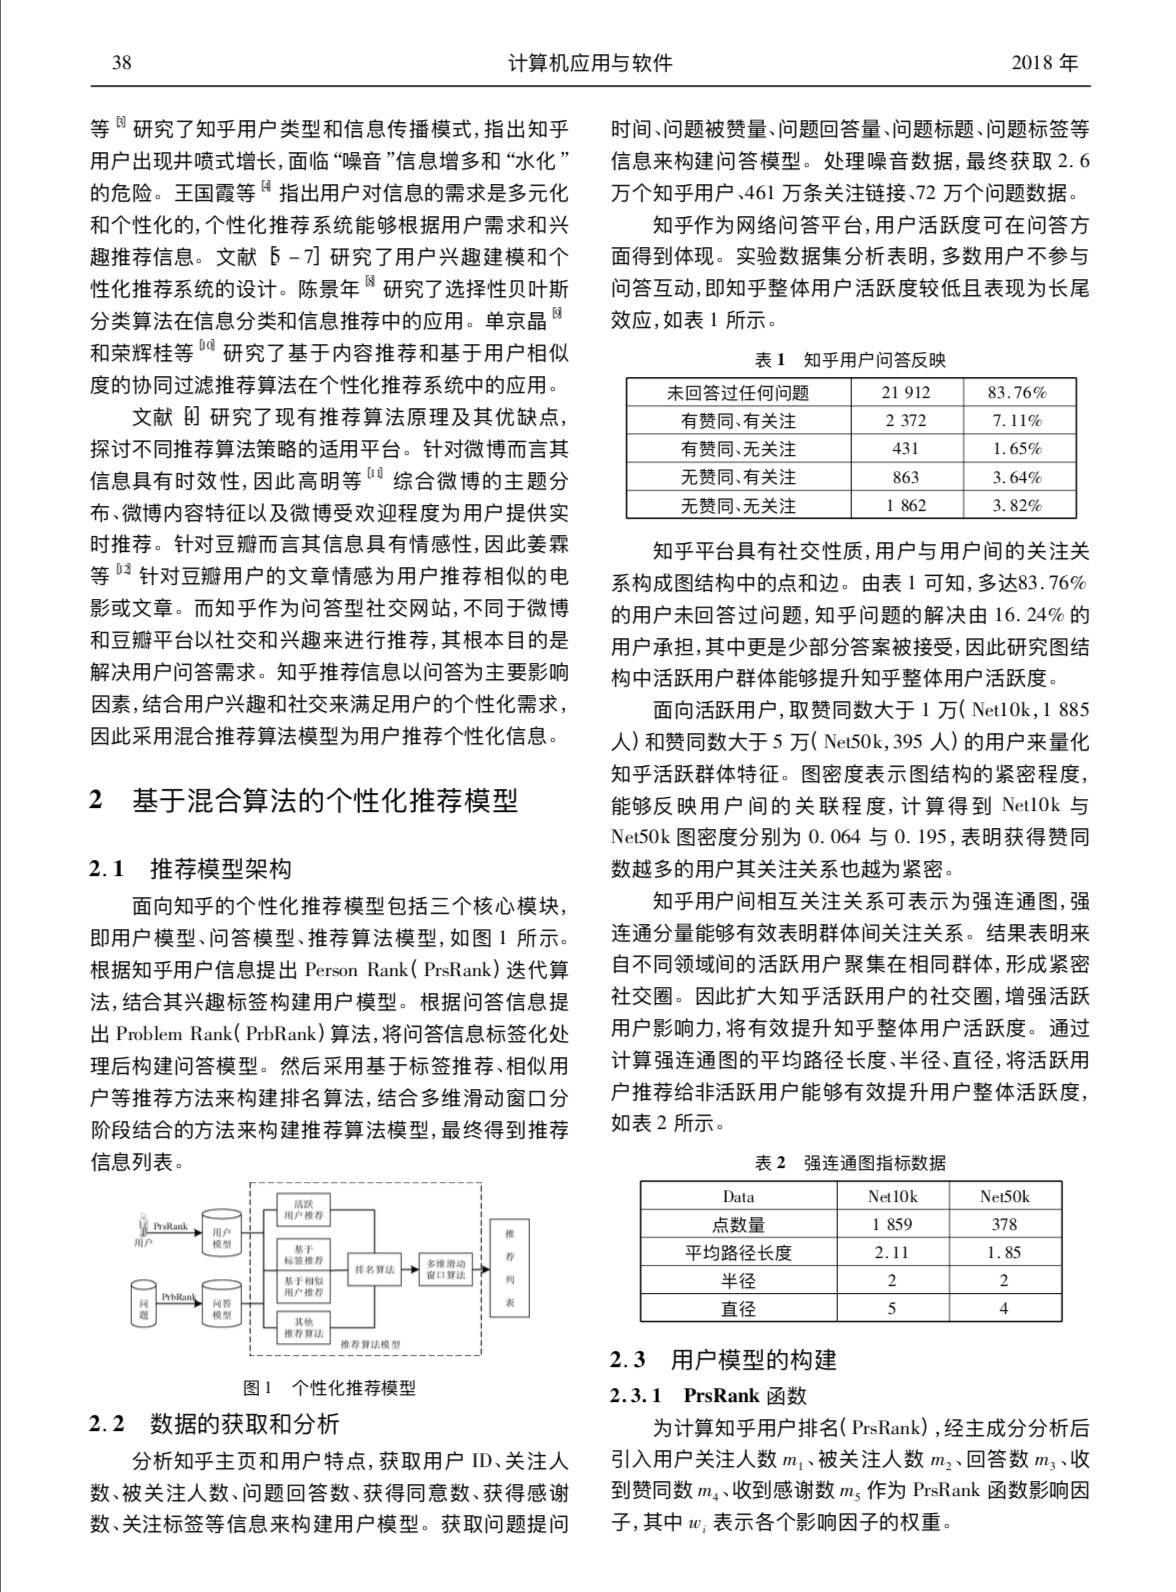 38
计算机应用与软件
2018 年
等[3]研究了知乎用户类型和信息传播模式,指出知乎
用户出现井喷式增长,面临“噪音”信息增多和“水化”
的危险。王国霞等[4]指出用户对信息的需求是多元化
和个性化的,个性化推荐系统能够根据用户需求和兴
趣推荐信息。文献[5-7]研究了用户兴趣建模和个
性化推荐系统的设计。陈景年[8]研究了选择性贝叶斯
分类算法在信息分类和信息推荐中的应用。单京晶[9]
和荣辉桂等[10]研究了基于内容推荐和基于用户相似
度的协同过滤推荐算法在个性化推荐系统中的应用。
文献[4]研究了现有推荐算法原理及其优缺点,
探讨不同推荐算法策略的适用平台。针对微博而言其
信息具有时效性,因此高明等[11]综合微博的主题分
布、微博内容特征以及微博受欢迎程度为用户提供实
时推荐。针对豆瓣而言其信息具有情感性,因此姜霖
等[12]针对豆瓣用户的文章情感为用户推荐相似的电
影或文章。而知乎作为问答型社交网站,不同于微博
和豆瓣平台以社交和兴趣来进行推荐,其根本目的是
解决用户问答需求。知乎推荐信息以问答为主要影响
因素,结合用户兴趣和社交来满足用户的个性化需求,
因此采用混合推荐算法模型为用户推荐个性化信息。
2 基于混合算法的个性化推荐模型
2.1 推荐模型架构
面向知乎的个性化推荐模型包括三个核心模块,
即用户模型、问答模型、推荐算法模型,如图 1 所示。
根据知乎用户信息提出 Person Rank(PrsRank)迭代算
法,结合其兴趣标签构建用户模型。根据问答信息提
出 Problem Rank(PrbRank)算法,将问答信息标签化处
理后构建问答模型。然后采用基于标签推荐、相似用
户等推荐方法来构建排名算法,结合多维滑动窗口分
阶段结合的方法来构建推荐算法模型,最终得到推荐
信息列表。
用户
PrsRank
用户
模型
问
题
PrbRank
问答
模型
活跃
用户推荐
基于
标签推荐
基于相似
用户推荐
其他
推荐算法
排名算法
多维滑动
窗口算法
推荐算法模型
推
荐
列
表
图 1 个性化推荐模型
2.2 数据的获取和分析
分析知乎主页和用户特点,获取用户 ID、关注人
数、被关注人数、问题回答数、获得同意数、获得感谢
数、关注标签等信息来构建用户模型。获取问题提问
时间、问题被赞量、问题回答量、问题标题、问题标签等
信息来构建问答模型。处理噪音数据,最终获取 2.6
万个知乎用户、461 万条关注链接、72 万个问题数据。
知乎作为网络问答平台,用户活跃度可在问答方
面得到体现。实验数据集分析表明,多数用户不参与
问答互动,即知乎整体用户活跃度较低且表现为长尾
效应,如表 1 所示。
表 1 知乎用户问答反映
未回答过任何问题 21 912 83.76%
有赞同、有关注 2 372 7.11%
有赞同、无关注 431 1.65%
无赞同、有关注 863 3.64%
无赞同、无关注 1 862 3.82%
知乎平台具有社交性质,用户与用户间的关注关
系构成图结构中的点和边。由表 1 可知,多达83.76%
的用户未回答过问题,知乎问题的解决由 16.24% 的
用户承担,其中更是少部分答案被接受,因此研究图结
构中活跃用户群体能够提升知乎整体用户活跃度。
面向活跃用户,取赞同数大于 1 万(Net10k,1 885
人)和赞同数大于 5 万(Net50k,395 人)的用户来量化
知乎活跃群体特征。图密度表示图结构的紧密程度,
能够反映用户间的关联程度,计算得到 Net10k 与
Net50k 图密度分别为 0.064 与 0.195,表明获得赞同
数越多的用户其关注关系也越为紧密。
知乎用户间相互关注关系可表示为强连通图,强
连通分量能够有效表明群体间关注关系。结果表明来
自不同领域间的活跃用户聚集在相同群体,形成紧密
社交圈。因此扩大知乎活跃用户的社交圈,增强活跃
用户影响力,将有效提升知乎整体用户活跃度。通过
计算强连通图的平均路径长度、半径、直径,将活跃用
户推荐给非活跃用户能够有效提升用户整体活跃度,
如表 2 所示。
表 2 强连通图指标数据
Data Net10k Net50k
点数量 1 859 378
平均路径长度 2.11 1.85
半径 2 2
直径 5 4
2.3 用户模型的构建
2.3.1 PrsRank 函数
为计算知乎用户排名(PrsRank),经主成分分析后
引入用户关注人数 m₁、被关注人数 m₂、回答数 m₃、收
到赞同数 m₄、收到感谢数 m₅ 作为 PrsRank 函数影响因
子,其中 wᵢ 表示各个影响因子的权重。